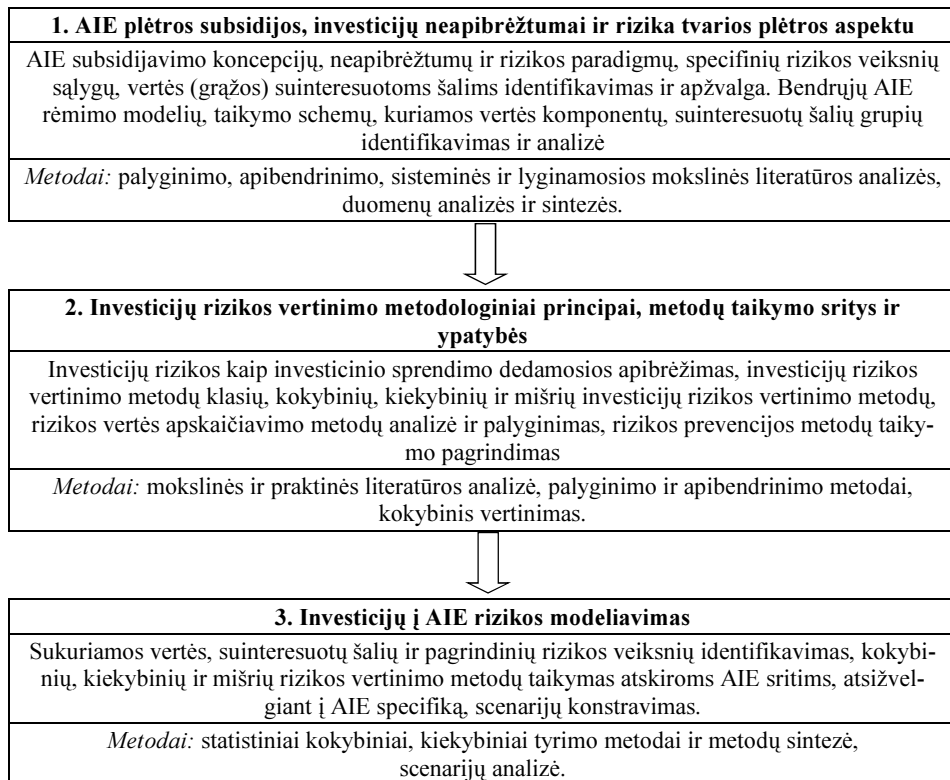 1. AIE plėtros subsidijos, investicijų neapibrėžtumai ir rizika tvarios plėtros aspektu
AIE subsidijavimo koncepcijų, neapibrėžtumų ir rizikos paradigmų, specifinių rizikos veiksnių
sąlygų, vertės (grąžos) suinteresuotoms šalims identifikavimas ir apžvalga. Bendrųjų AIE
rėmimo modelių, taikymo schemų, kuriamos vertės komponentų, suinteresuotų šalių grupių
identifikavimas ir analizė
Metodai: palyginimo, apibendrinimo, sisteminės ir lyginamosios mokslinės literatūros analizės,
duomenų analizės ir sintezės.
2. Investicijų rizikos vertinimo metodologiniai principai, metodų taikymo sritys ir
ypatybės
Investicijų rizikos kaip investicinio sprendimo dedamosios apibrėžimas, investicijų rizikos
vertinimo metodų klasių, kokybinių, kiekybinių ir mišrių investicijų rizikos vertinimo metodų,
rizikos vertės apskaičiavimo metodų analizė ir palyginimas, rizikos prevencijos metodų taiky-
mo pagrindimas
Metodai: mokslinės ir praktinės literatūros analizė, palyginimo ir apibendrinimo metodai,
kokybinis vertinimas.
3. Investicijų į AIE rizikos modeliavimas
Sukuriamos vertės, suinteresuotų šalių ir pagrindinių rizikos veiksnių identifikavimas, kokybi-
nių, kiekybinių ir mišrių rizikos vertinimo metodų taikymas atskiroms AIE sritims, atsižvel-
giant į AIE specifiką, scenarijų konstravimas.
Metodai: statistiniai kokybiniai, kiekybiniai tyrimo metodai ir metodų sintezė,
scenarijų analizė.